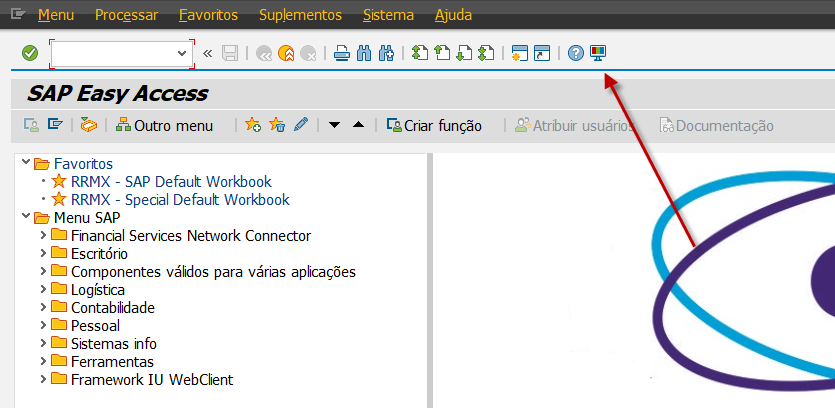 Menu Processar Favoritos Suplementos Sistema Ajuda
SAP Easy Access
Outro menu Criar função Atribuir usuários Documentação
Favoritos
RRMX - SAP Default Workbook
RRMX - Special Default Workbook
Menu SAP
Financial Services Network Connector
Escritório
Componentes válidos para várias aplicações
Logística
Contabilidade
Pessoal
Sistemas info
Ferramentas
Framework IU WebClient